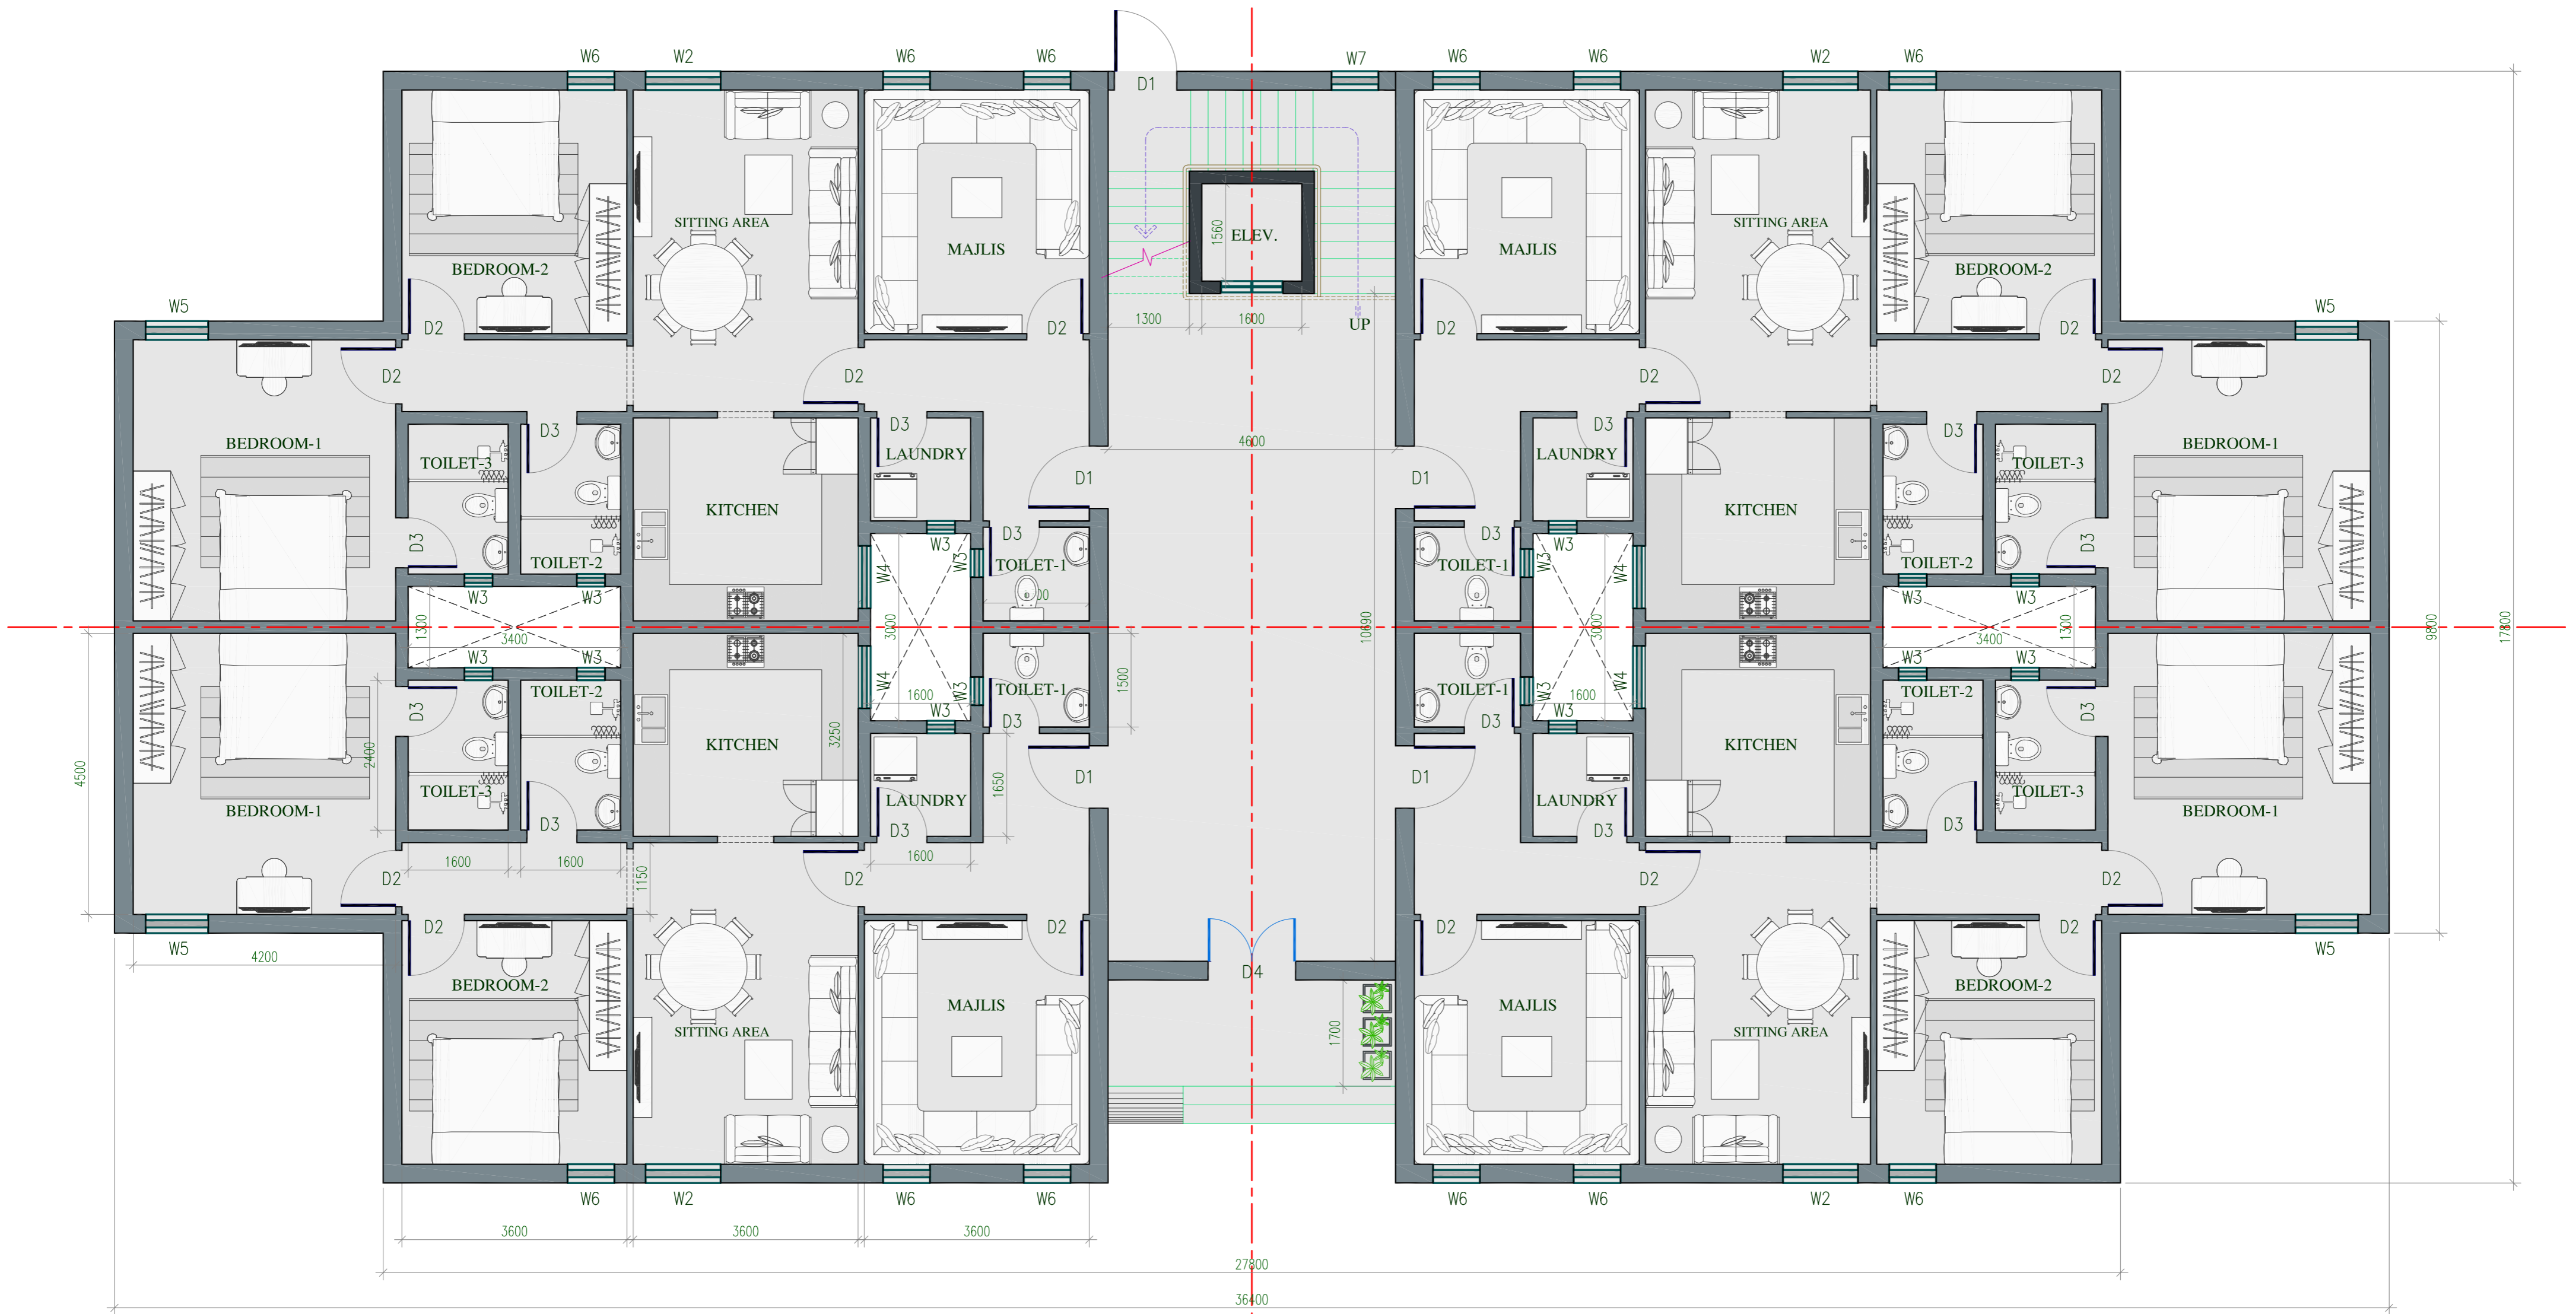 W6 W2 W6 W6 W7 W6 W6 W2 W6
D1
SITTING AREA MAJLIS ELEV. MAJLIS SITTING AREA
1560
BEDROOM-2 BEDROOM-2
W5 W5
D2 D2 1300 1600 UP D2 D2
D2 D2 D2 D2
D3 D3 D3 D3
BEDROOM-1 TOILET-3 LAUNDRY 4600 LAUNDRY TOILET-3 BEDROOM-1
D1 D1
KITCHEN KITCHEN
D3 D3 D3 D3
W3 W3 W3 W3
TOILET-2 W4 TOILET-1 TOILET-1 W4 TOILET-2
W3 W3 W3 W3
1300 3400 3000 10690 3000 3400 1300 9800 17800
W3 W3 W3 W3
TOILET-2 W4 W3 TOILET-1 TOILET-1 W3 W4 TOILET-2
1600 1500 1600
D3 W3 D3 D3 W3 D3
4500 2400 KITCHEN 3250 KITCHEN
D1 D1
BEDROOM-1 TOILET-3 LAUNDRY 1650 LAUNDRY TOILET-3 BEDROOM-1
D3 D3 D3 D3
1600 1600 1600
D2 1150 D2 D2 D2
D2 D2 D2 D2
W5 W5
4200 D4
BEDROOM-2 BEDROOM-2
MAJLIS MAJLIS
SITTING AREA 1700 SITTING AREA
W6 W2 W6 W6 W6 W6 W2 W6
3600 3600 3600
27800
36400